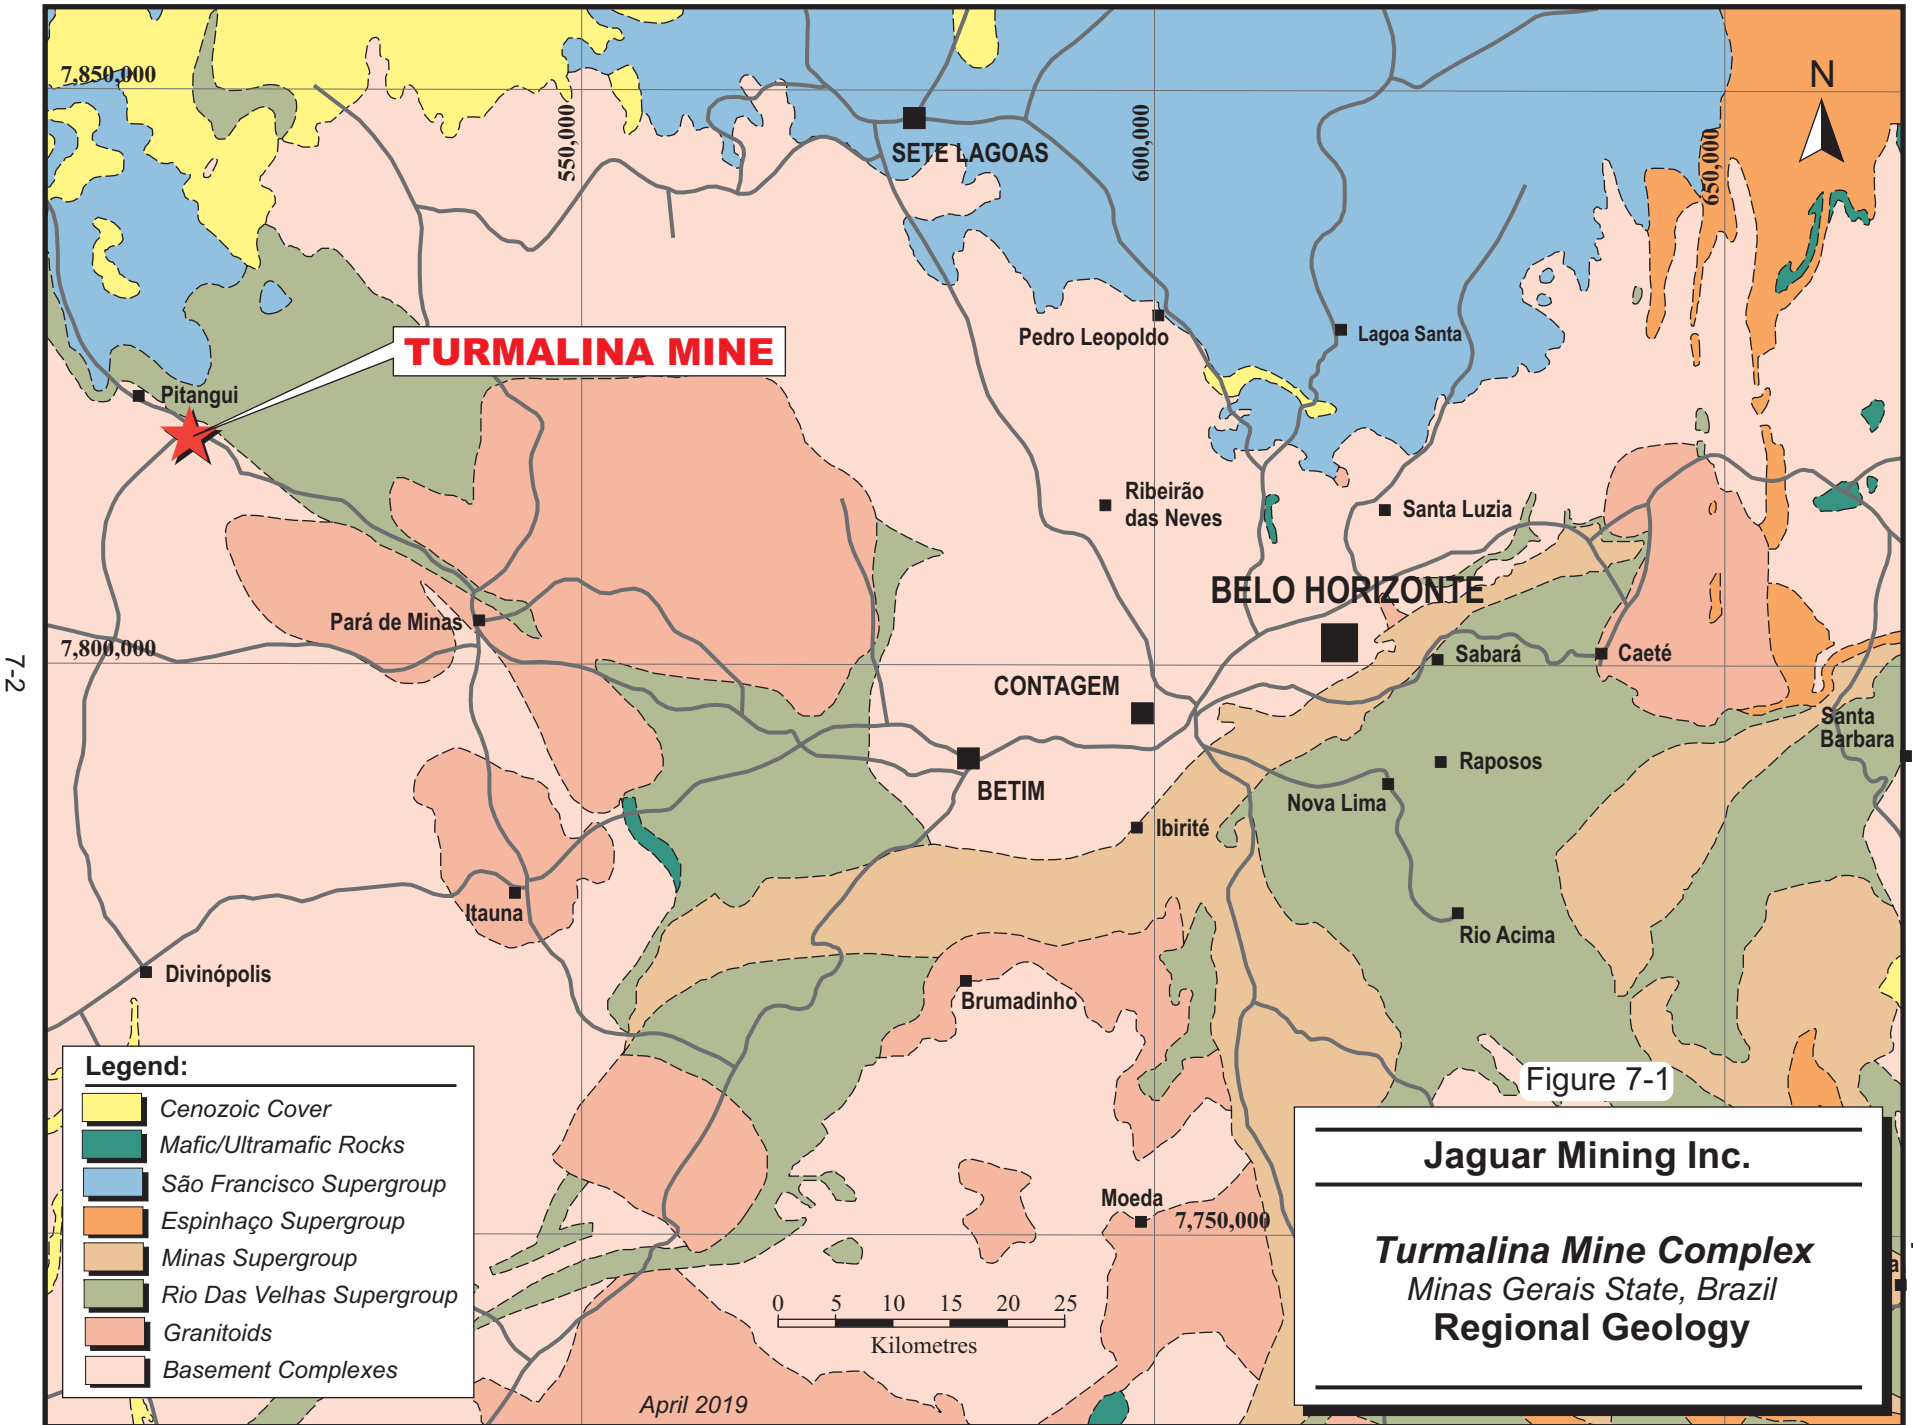 7,850,000
550,000
600,000
650,000
N
SETE LAGOAS
Pedro Leopoldo
Lagoa Santa
TURMALINA MINE
Pitangui
Ribeirão
das Neves
Santa Luzia
BELO HORIZONTE
Pará de Minas
7,800,000
Sabará
Caeté
CONTAGEM
Santa
Barbara
BETIM
Raposos
Nova Lima
Ibirité
Itauna
Rio Acima
Divinópolis
Brumadinho
7-2
Moeda
7,750,000
Legend:
Cenozoic Cover
Mafic/Ultramafic Rocks
São Francisco Supergroup
Espinhaço Supergroup
Minas Supergroup
Rio Das Velhas Supergroup
Granitoids
Basement Complexes
0 5 10 15 20 25
Kilometres
April 2019
Figure 7-1
Jaguar Mining Inc.
Turmalina Mine Complex
Minas Gerais State, Brazil
Regional Geology